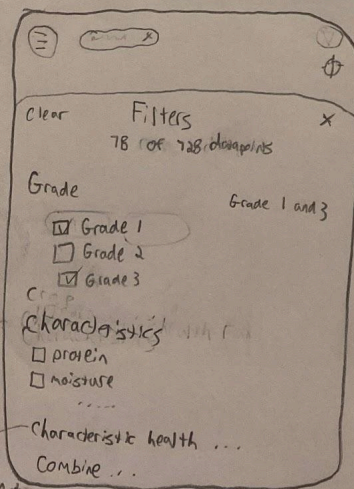 x
Clear Filters x
78 of 728 datapoints
Grade
Grade 1 and 3
Grade 1
Grade 2
Grade 3
Crop
Characteristics
protein
moisture
.....
Characteristic health ...
Combine ...